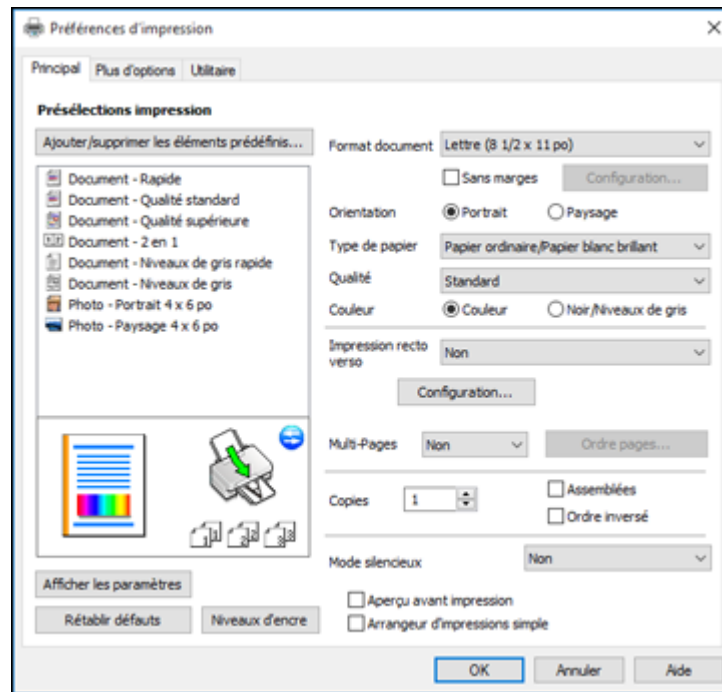 Préférences d'impression
Principal
Plus d'options
Utilitaire
Présélections impression
Ajouter/supprimer les éléments prédéfinis...
Document - Rapide
Document - Qualité standard
Document - Qualité supérieure
Document - 2 en 1
Document - Niveaux de gris rapide
Document - Niveaux de gris
Photo - Portrait 4 x 6 po
Photo - Paysage 4 x 6 po
Afficher les paramètres
Rétablir défauts
Niveaux d'encre
Format document
Lettre (8 1/2 x 11 po)
Sans marges
Configuration...
Orientation
Portrait
Paysage
Type de papier
Papier ordinaire/Papier blanc brillant
Qualité
Standard
Couleur
Couleur
Noir/Niveaux de gris
Impression recto
verso
Non
Configuration...
Multi-Pages
Non
Ordre pages...
Copies
1
Assemblées
Ordre inversé
Mode silencieux
Non
Aperçu avant impression
Arrangeur d'impressions simple
OK
Annuler
Aide